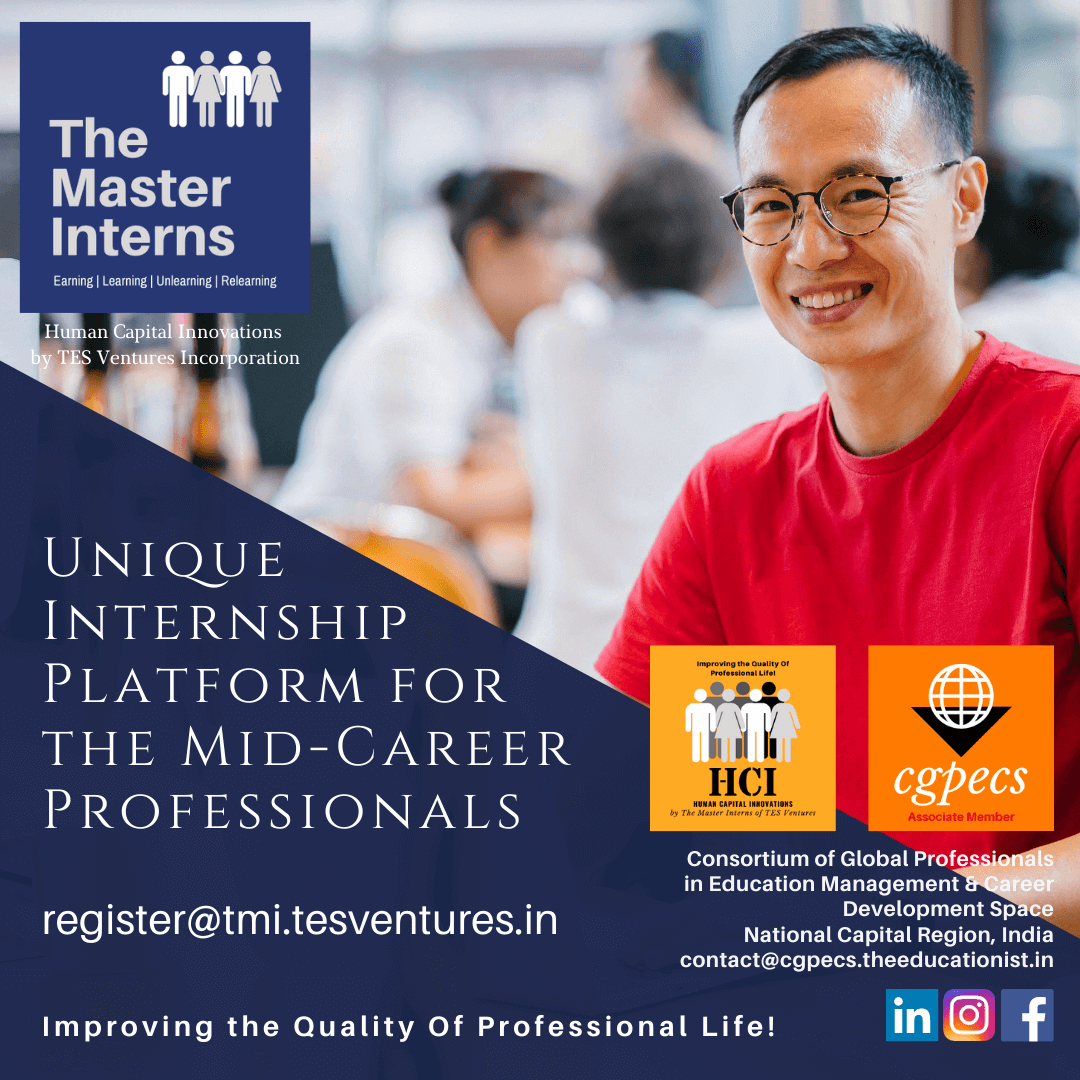 The
Master
Interns
Earning | Learning | Unlearning | Relearning
Human Capital Innovations
by TES Ventures Incorporation
Unique
Internship
Platform for
the Mid-Career
Professionals
register@tmi.tesventures.in
Improving the Quality Of
Professional Life!
HCI
HUMAN CAPITAL INNOVATIONS
by The Master Interns of TES Ventures
cgpecs
Associate Member
Consortium of Global Professionals
in Education Management & Career
Development Space
National Capital Region, India
contact@cgpecs.theeducationist.in
in
f
Improving the Quality Of Professional Life!